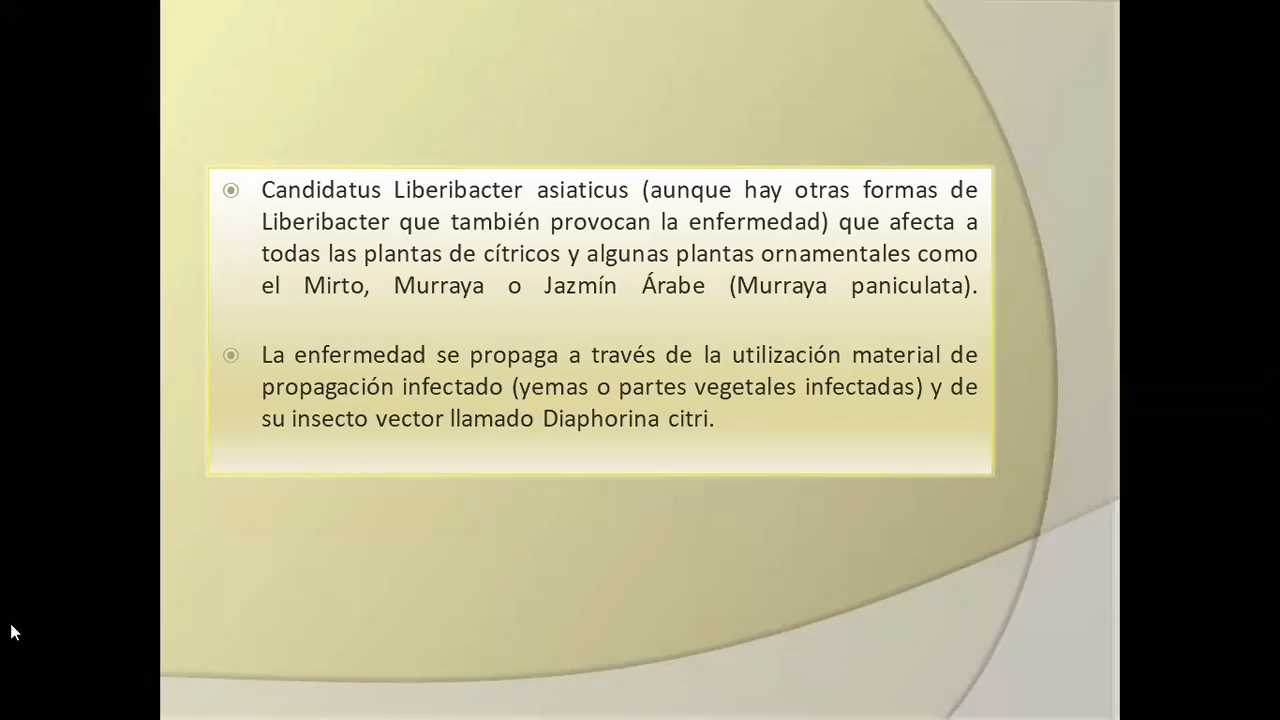 Candidatus Liberibacter asiaticus (aunque hay otras formas de
Liberibacter que también provocan la enfermedad) que afecta a
todas las plantas de cítricos y algunas plantas ornamentales como
el Mirto, Murraya o Jazmín Árabe (Murraya paniculata).
La enfermedad se propaga a través de la utilización material de
propagación infectado (yemas o partes vegetales infectadas) y de
su insecto vector llamado Diaphorina citri.